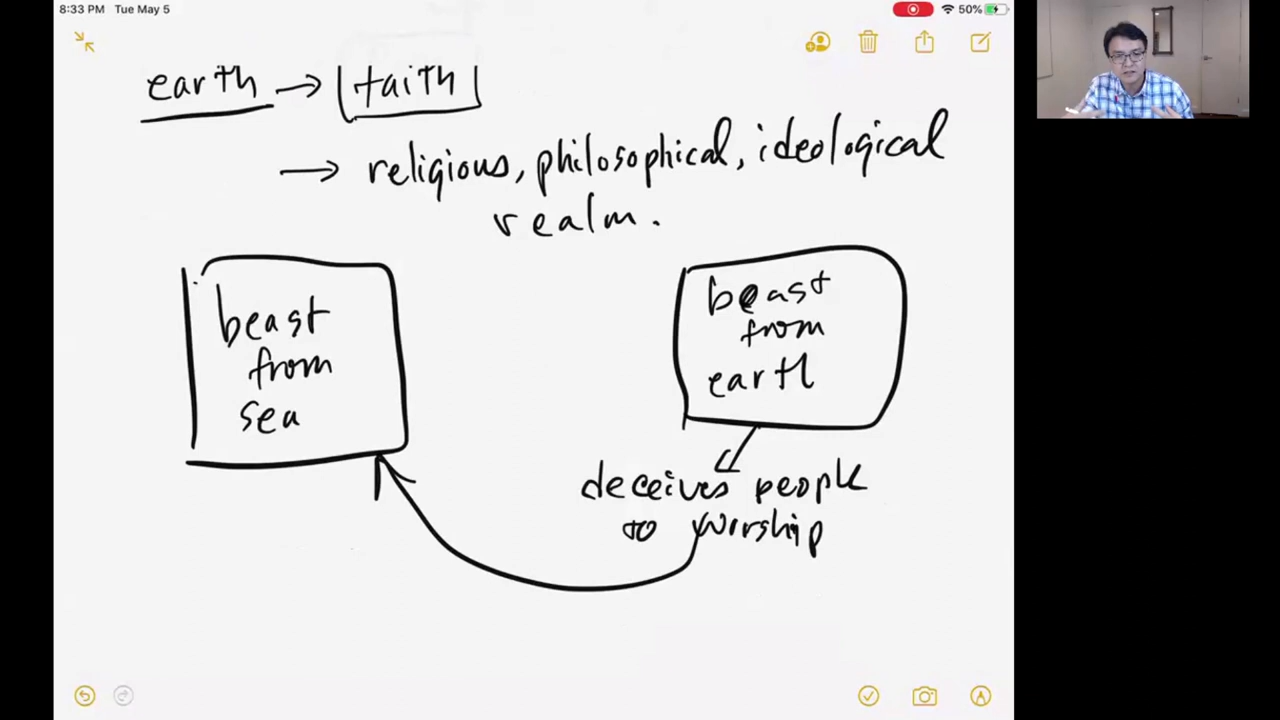 8:33 PM Tue May 5
50%
earth → faith
→ religious, philosophical, ideological
realm.
beast
from
sea
beast
from
earth
deceives people
to worship